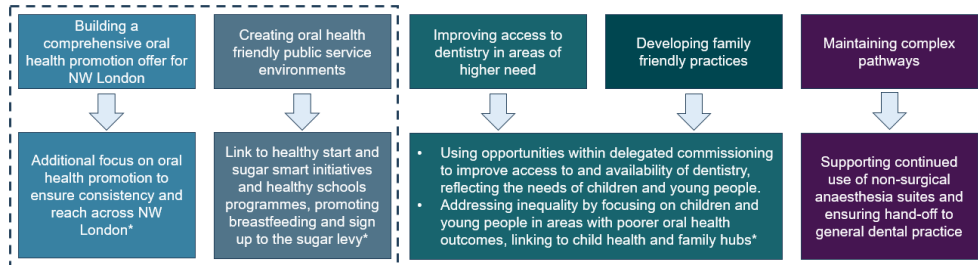 Building a
comprehensive oral
health promotion offer for
NW London
Creating oral health
friendly public service
environments
Improving access to
dentistry in areas of
higher need
Developing family
friendly practices
Maintaining complex
pathways
Additional focus on oral
health promotion to
ensure consistency and
reach across NW
London*
Link to healthy start and
sugar smart initiatives
and healthy schools
programmes, promoting
breastfeeding and sign
up to the sugar levy*
• Using opportunities within delegated commissioning
to improve access to and availability of dentistry,
reflecting the needs of children and young people.
• Addressing inequality by focusing on children and
young people in areas with poorer oral health
outcomes, linking to child health and family hubs*
Supporting continued
use of non-surgical
anaesthesia suites and
ensuring hand-off to
general dental practice